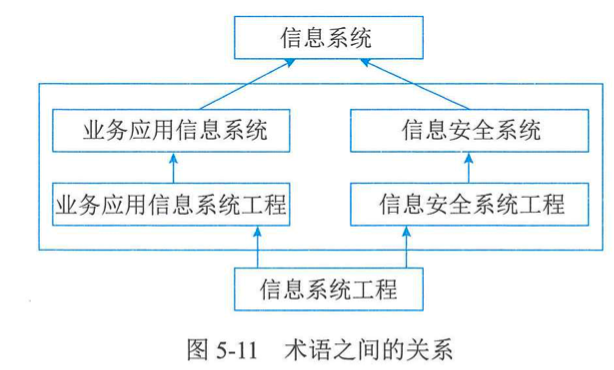 信息系统
业务应用信息系统
信息安全系统
业务应用信息系统工程
信息安全系统工程
信息系统工程
图 5-11 术语之间的关系